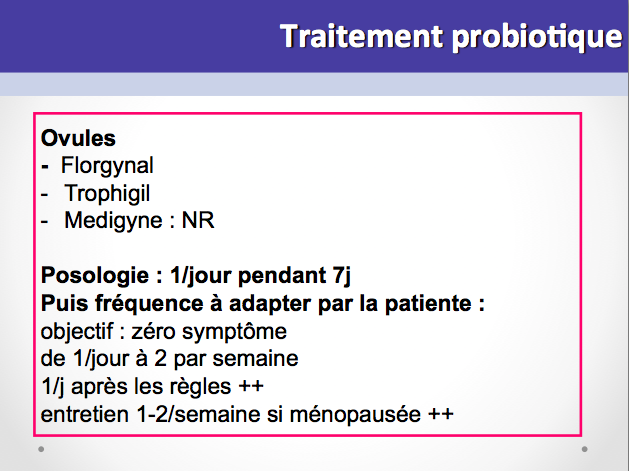 Traitement probiotique
Ovules
- Florgynal
- Trophigil
- Medigyne : NR
Posologie : 1/jour pendant 7j
Puis fréquence à adapter par la patiente :
objectif : zéro symptôme
de 1/jour à 2 par semaine
1/j après les règles ++
entretien 1-2/semaine si ménopausée ++